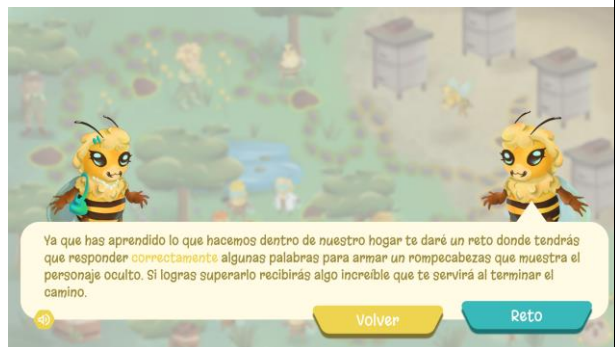 Ya que has aprendido lo que hacemos dentro de nuestro hogar te daré un reto donde tendrás
que responder correctamente algunas palabras para armar un rompecabezas que muestra el
personaje oculto. Si logras superarlo recibirás algo increíble que te servirá al terminar el
camino.
Volver
Reto